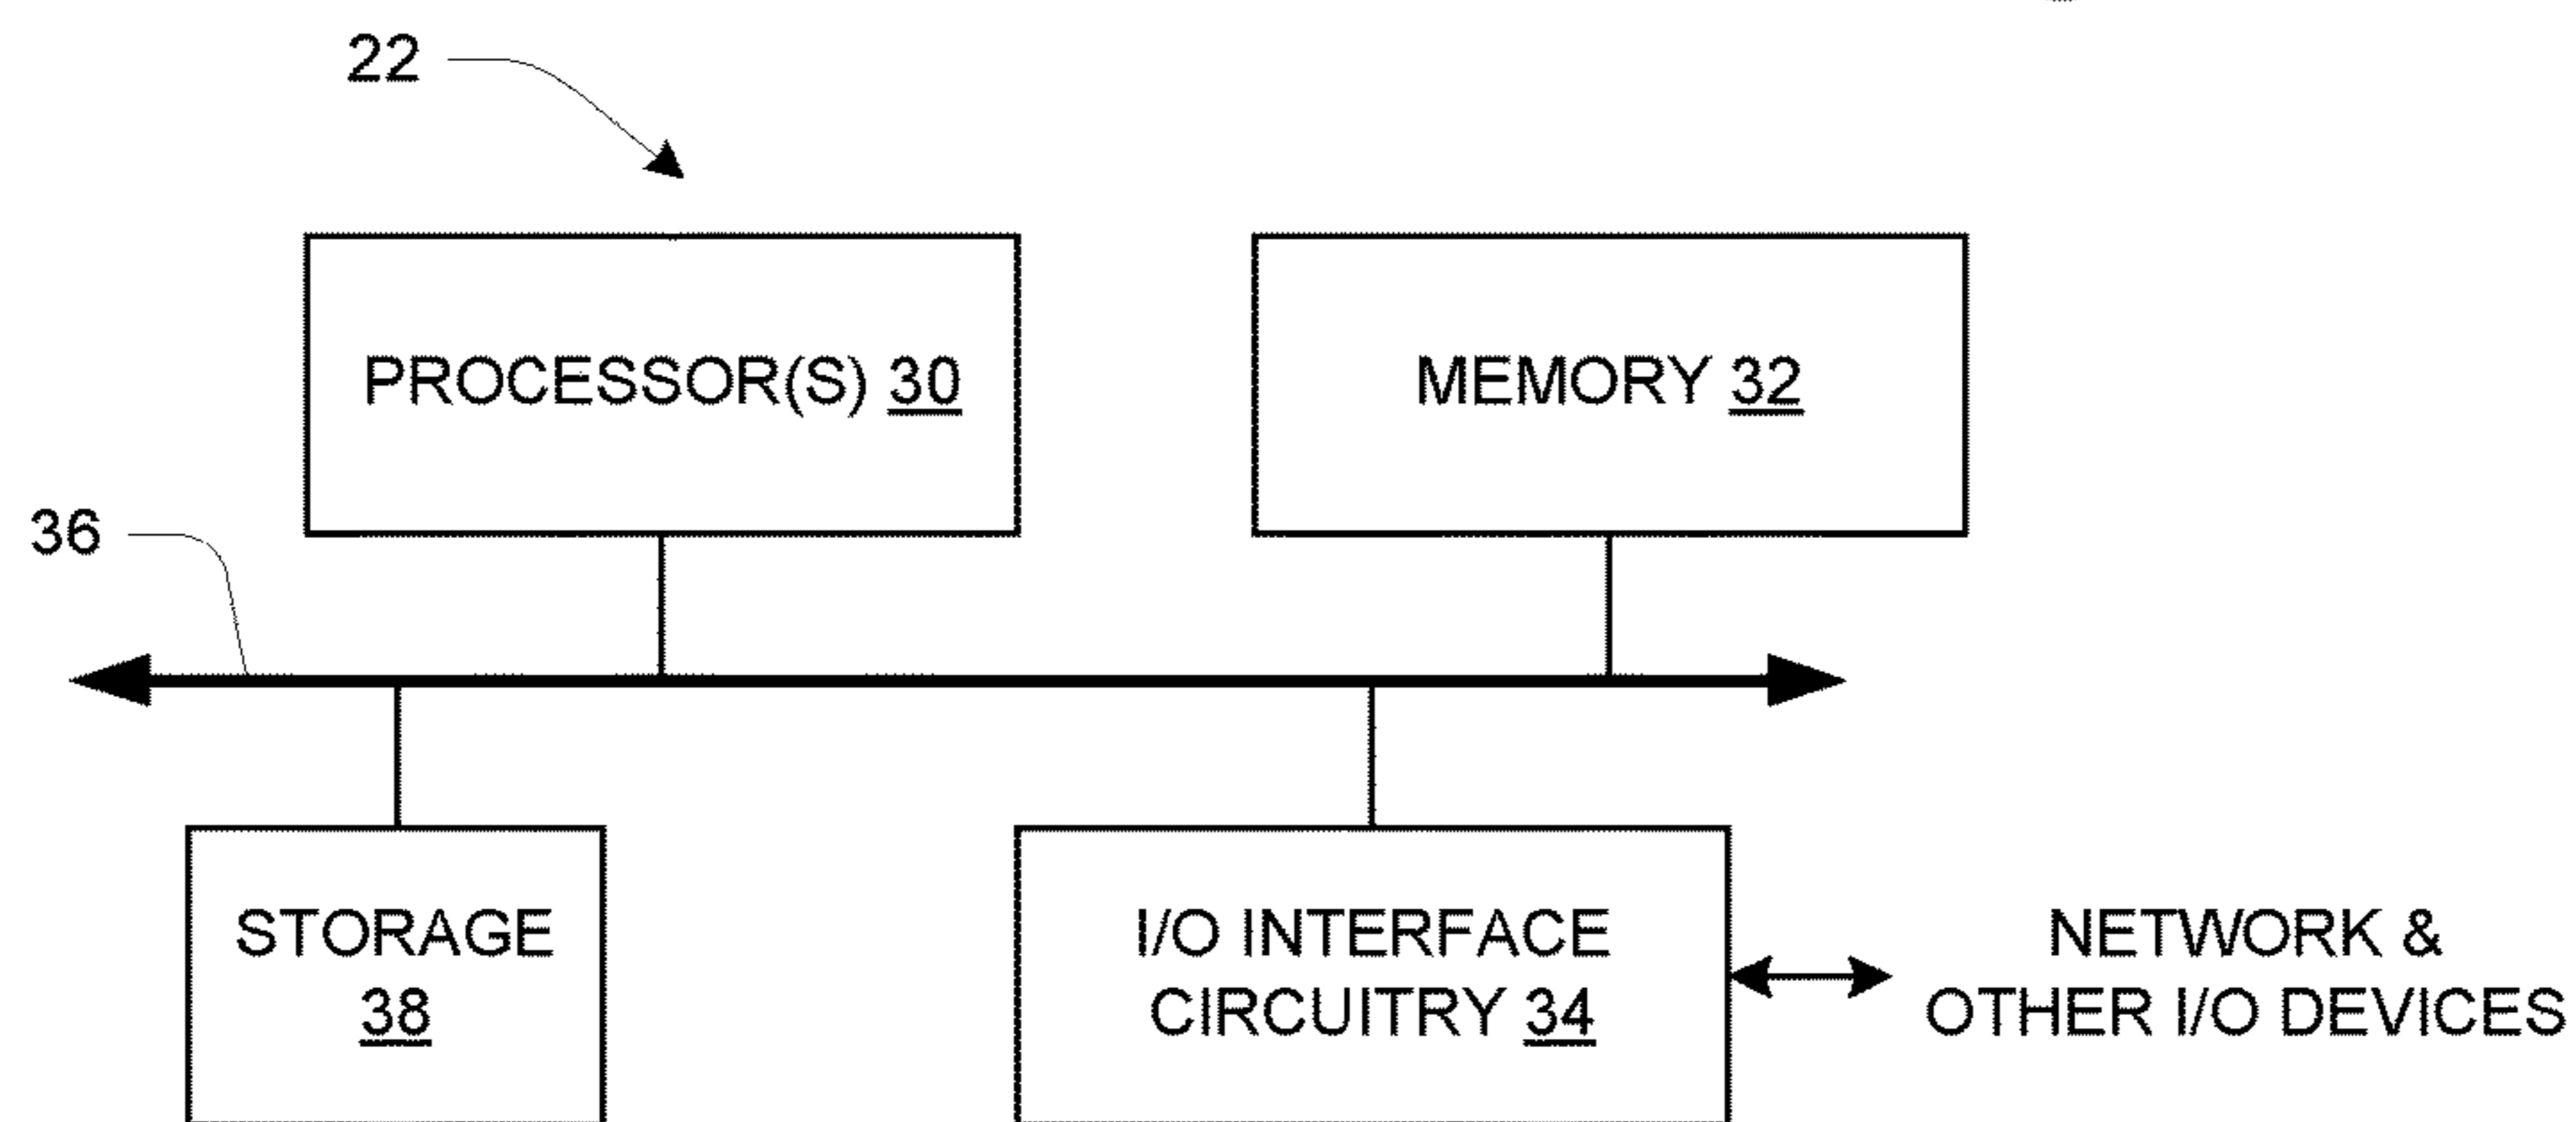 22
PROCESSOR(S) 30
MEMORY 32
36
STORAGE
38
I/O INTERFACE
CIRCUITRY 34
NETWORK &
OTHER I/O DEVICES